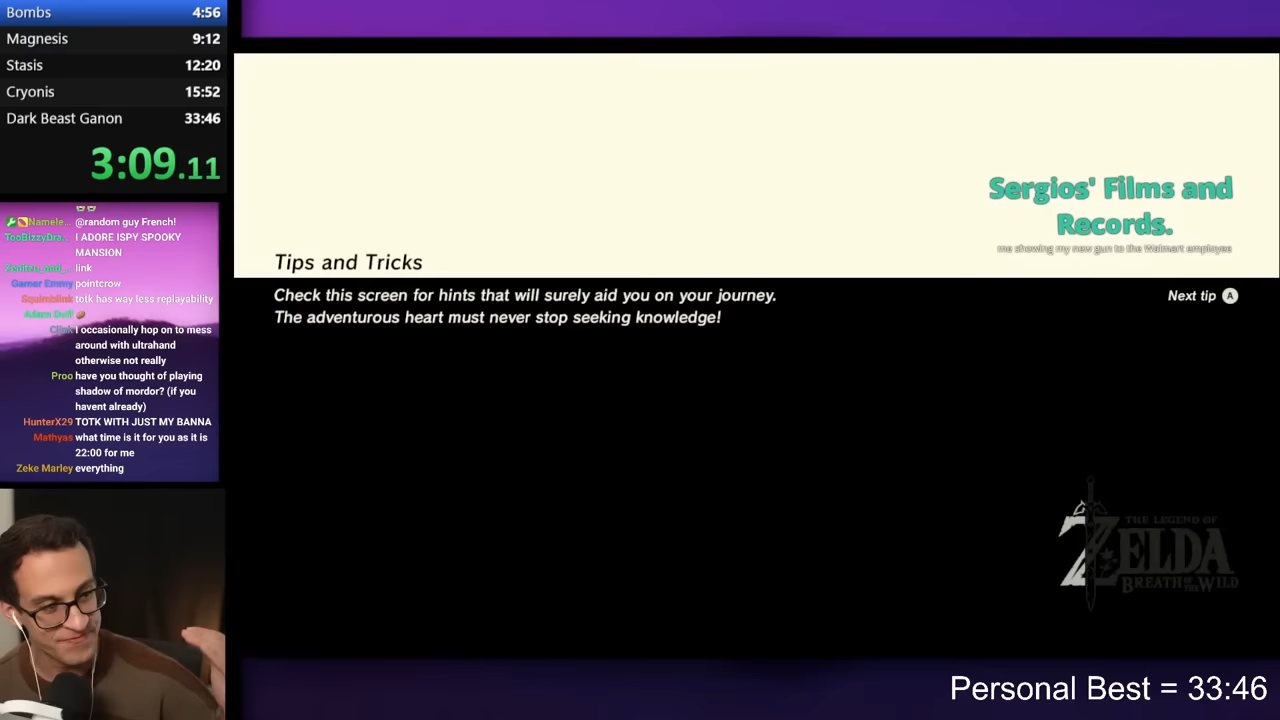 Bombs 4:56
Magnesis 9:12
Stasis 12:20
Cryonis 15:52
Dark Beast Ganon 33:46
3:09.11
@random guy French!
I ADORE ISPY SPOOKY
MANSION
link
Gamer Emmy pointcrow
Squimblink totk has way less replayability
Adam Duff
I occasionally hop on to mess
around with ultrahand
otherwise not really
Proo have you thought of playing
shadow of mordor? (if you
havent already)
HunterX29 TOTK WITH JUST MY BANNA
Mathyas what time is it for you as it is
22:00 for me
Zeke Marley everything
Sergios' Films and
Records.
me showing my new gun to the Walmart employee
Tips and Tricks
Check this screen for hints that will surely aid you on your journey.
The adventurous heart must never stop seeking knowledge!
Next tip A
THE LEGEND OF
ZELDA
BREATH OF THE WILD
Personal Best = 33:46